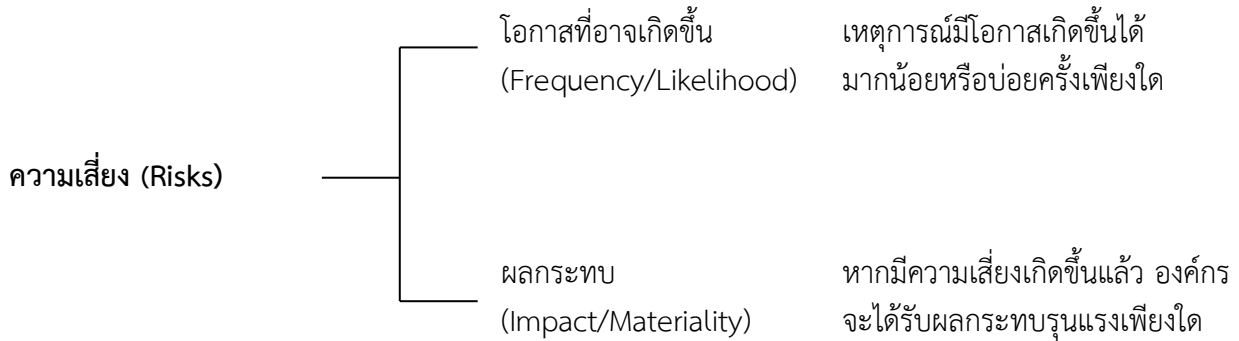 โอกาสที่อาจเกิดขึ้น เหตุการณ์มีโอกาสเกิดขึ้นได้
(Frequency/Likelihood) มากน้อยหรือบ่อยครั้งเพียงใด
ความเสี่ยง (Risks)
ผลกระทบ หากมีความเสี่ยงเกิดขึ้นแล้ว องค์กร
(Impact/Materiality) จะได้รับผลกระทบรุนแรงเพียงใด